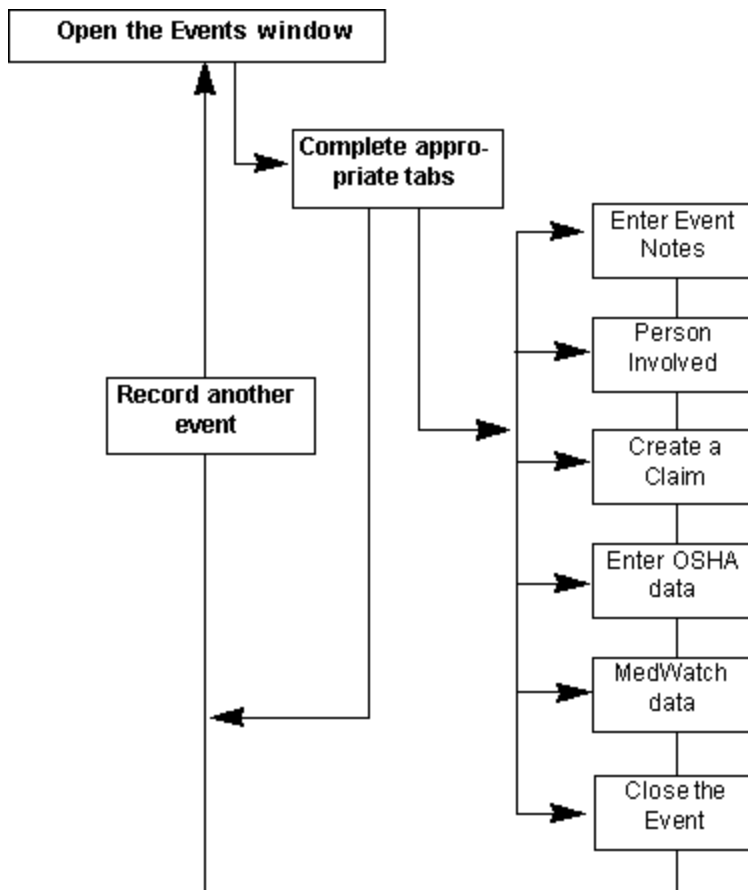 Open the Events window
Complete appro-
priate tabs
Enter Event
Notes
Person
Involved
Record another
event
Create a
Claim
Enter OSHA
data
MedWatch
data
Close the
Event